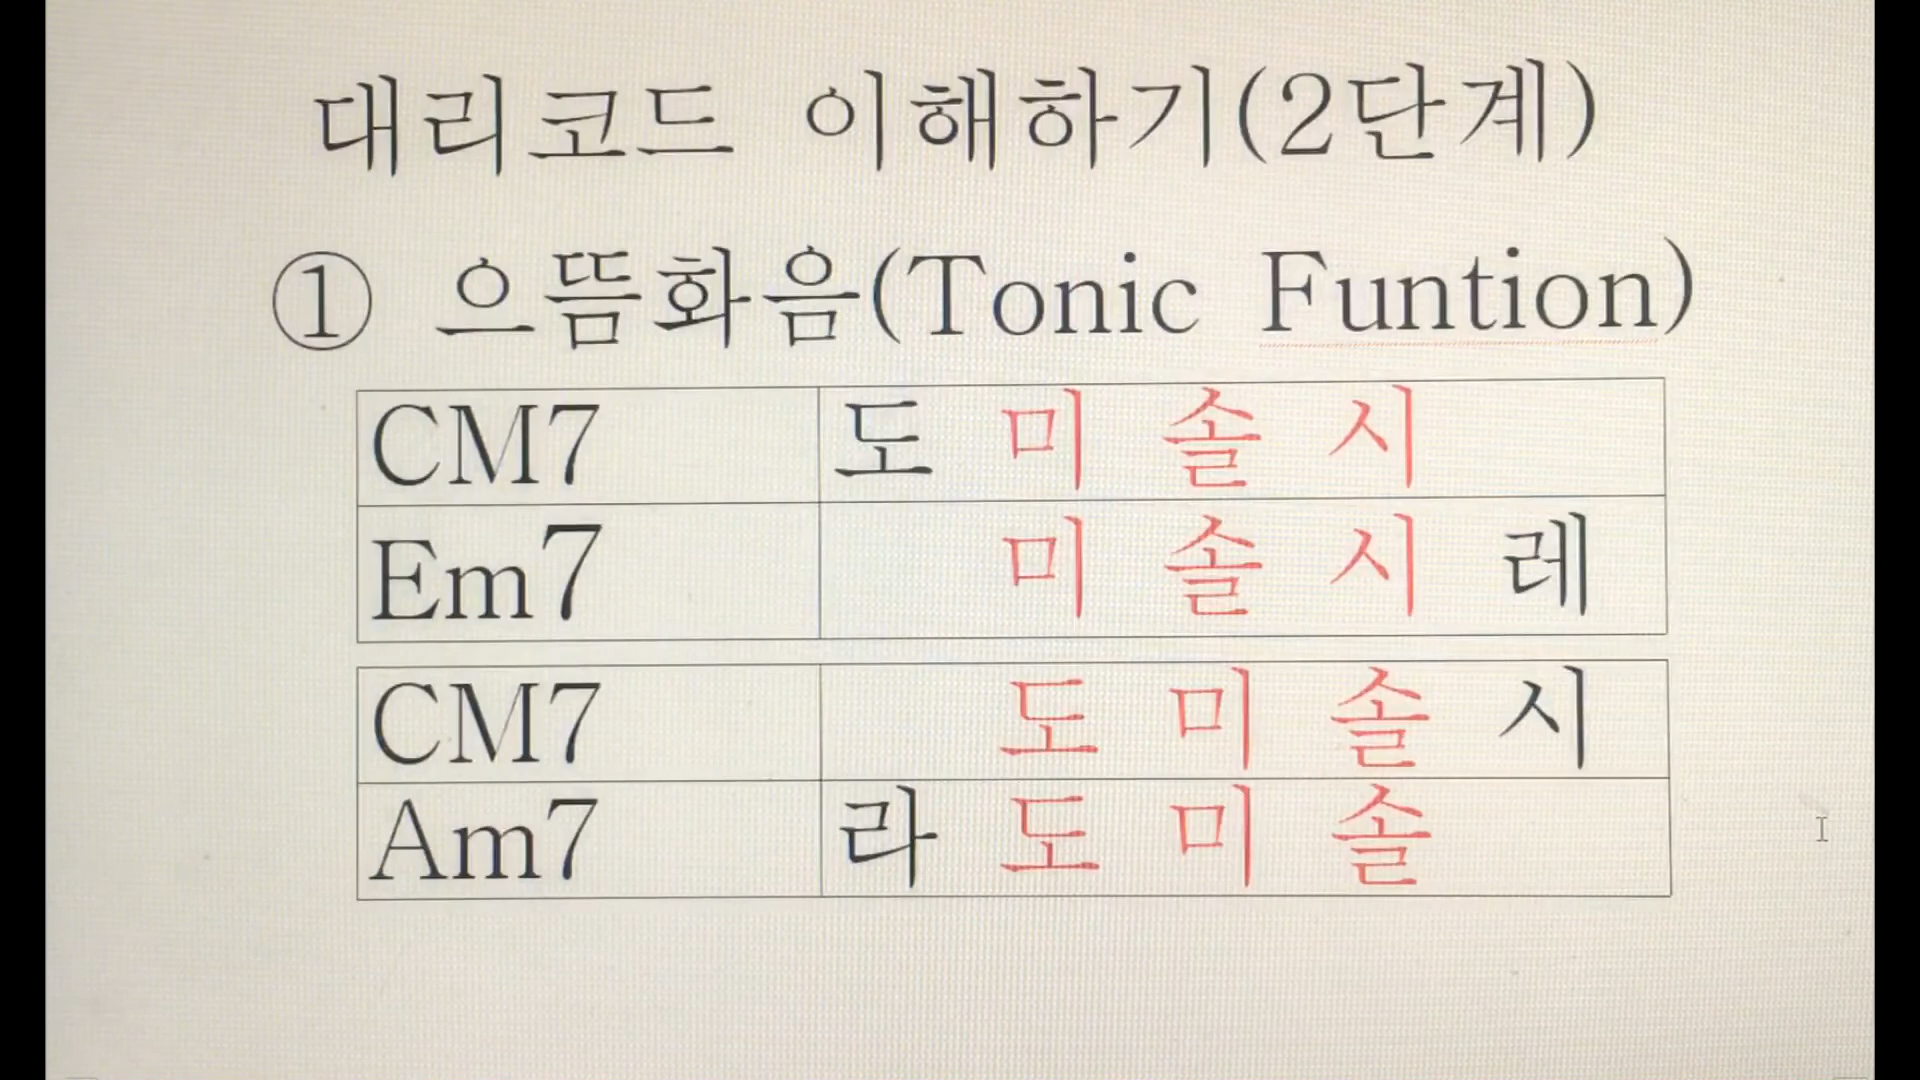 대리코드 이해하기(2단계)
① 으뜸화음(Tonic Funtion)
CM7 도 미 솔 시
Em7 미 솔 시 레
CM7 도 미 솔 시
Am7 라 도 미 솔